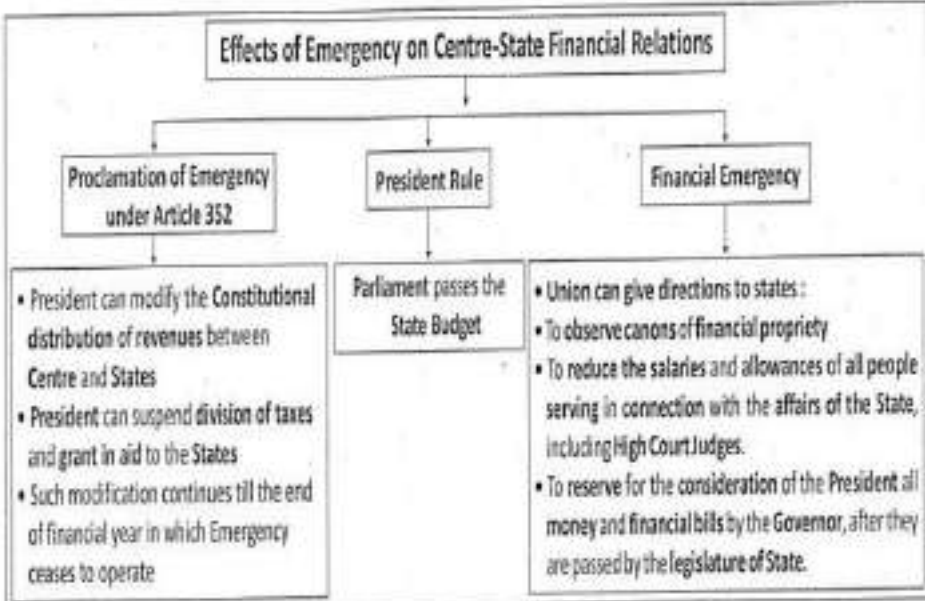 Effects of Emergency on Centre-State Financial Relations
Proclamation of Emergency
under Article 352
President Rule
Financial Emergency
• President can modify the Constitutional
distribution of revenues between
Centre and States
• President can suspend division of taxes
and grant in aid to the States
• Such modification continues till the end
of financial year in which Emergency
ceases to operate
Parliament passes the
State Budget
• Union can give directions to states :
• To observe canons of financial propriety
• To reduce the salaries and allowances of all people
serving in connection with the affairs of the State,
including High Court Judges.
• To reserve for the consideration of the President all
money and financial bills by the Governor, after they
are passed by the legislature of State.